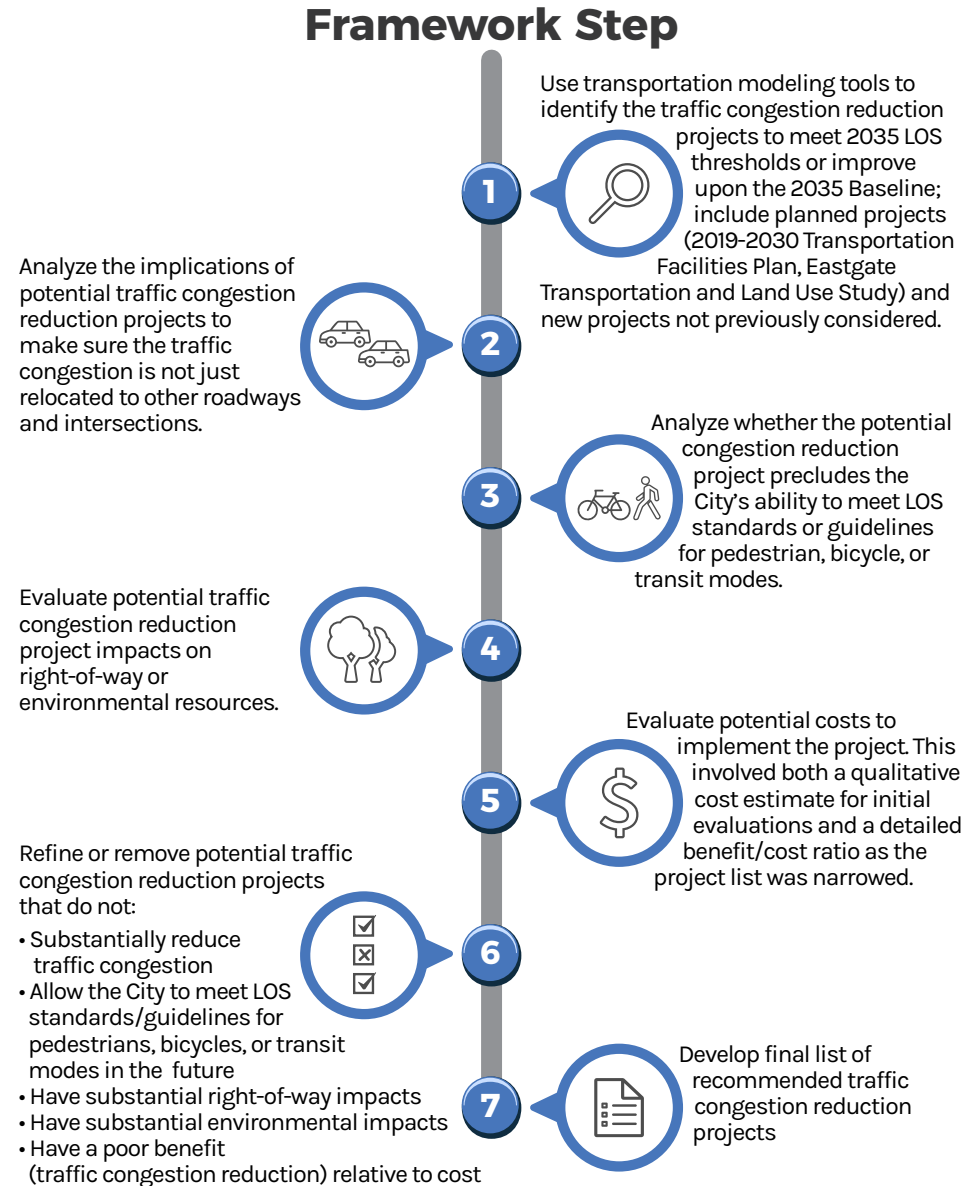 Framework Step
1
Use transportation modeling tools to
identify the traffic congestion reduction
projects to meet 2035 LOS
thresholds or improve
upon the 2035 Baseline;
include planned projects
(2019-2030 Transportation
Facilities Plan, Eastgate
Transportation and Land Use Study) and
new projects not previously considered.
2
Analyze the implications of
potential traffic congestion
reduction projects to
make sure the traffic
congestion is not just
relocated to other roadways
and intersections.
3
Analyze whether the potential
congestion reduction
project precludes the
City's ability to meet LOS
standards or guidelines
for pedestrian, bicycle, or
transit modes.
4
Evaluate potential traffic
congestion reduction
project impacts on
right-of-way or
environmental resources.
5
Evaluate potential costs to
implement the project. This
involved both a qualitative
cost estimate for initial
evaluations and a detailed
benefit/cost ratio as the
project list was narrowed.
$
6
Refine or remove potential traffic
congestion reduction projects
that do not:
• Substantially reduce
traffic congestion
• Allow the City to meet LOS
standards/guidelines for
pedestrians, bicycles, or transit
modes in the future
• Have substantial right-of-way impacts
• Have substantial environmental impacts
• Have a poor benefit
(traffic congestion reduction) relative to cost
7
Develop final list of
recommended traffic
congestion reduction
projects